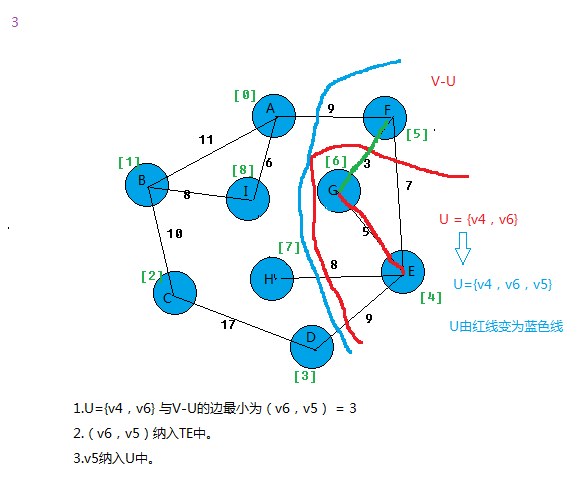 3
V-U
[0]
A
9
F
[5]
11
[1]
B
[8]
6
I
8
[6]
3
G
7
U = {v4，v6}
5
10
[7]
H
8
E
[4]
U={v4，v6，v5}
[2]
C
17
9
D
[3]
U由红线变为蓝色线
1.U={v4，v6} 与V-U的边最小为（v6，v5） = 3
2.（v6，v5）纳入TE中。
3.v5纳入U中。